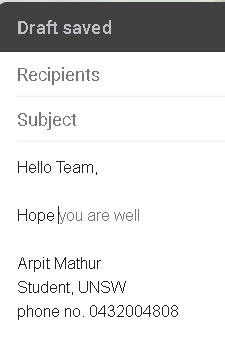 Draft saved
Recipients
Subject
Hello Team,
Hope you are well
Arpit Mathur
Student, UNSW
phone no. 0432004808